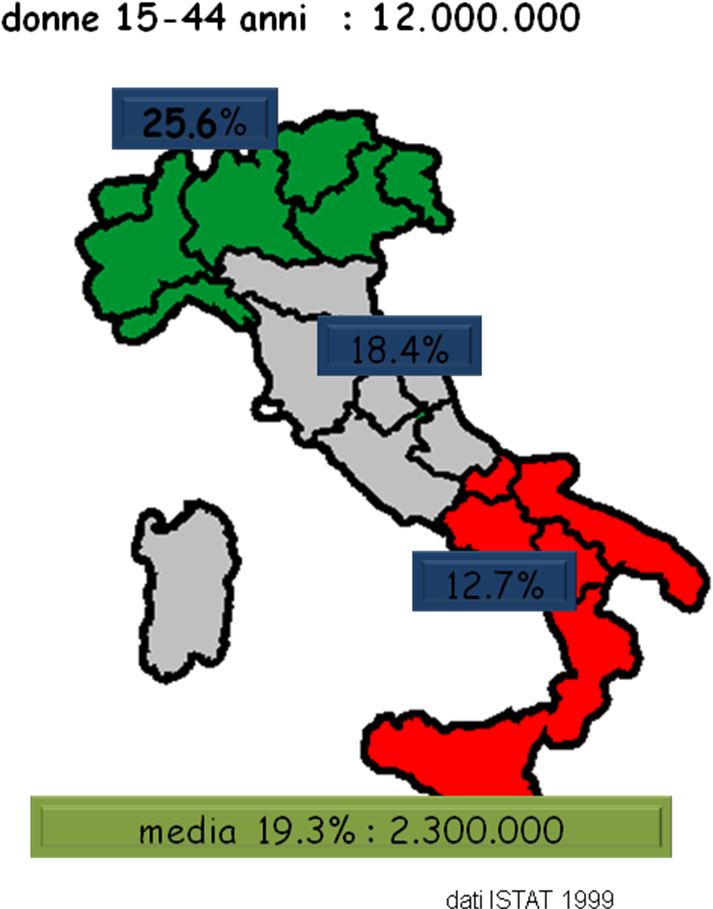 donne 15-44 anni : 12.000.000
25.6%
18.4%
12.7%
media 19.3% : 2.300.000
dati ISTAT 1999